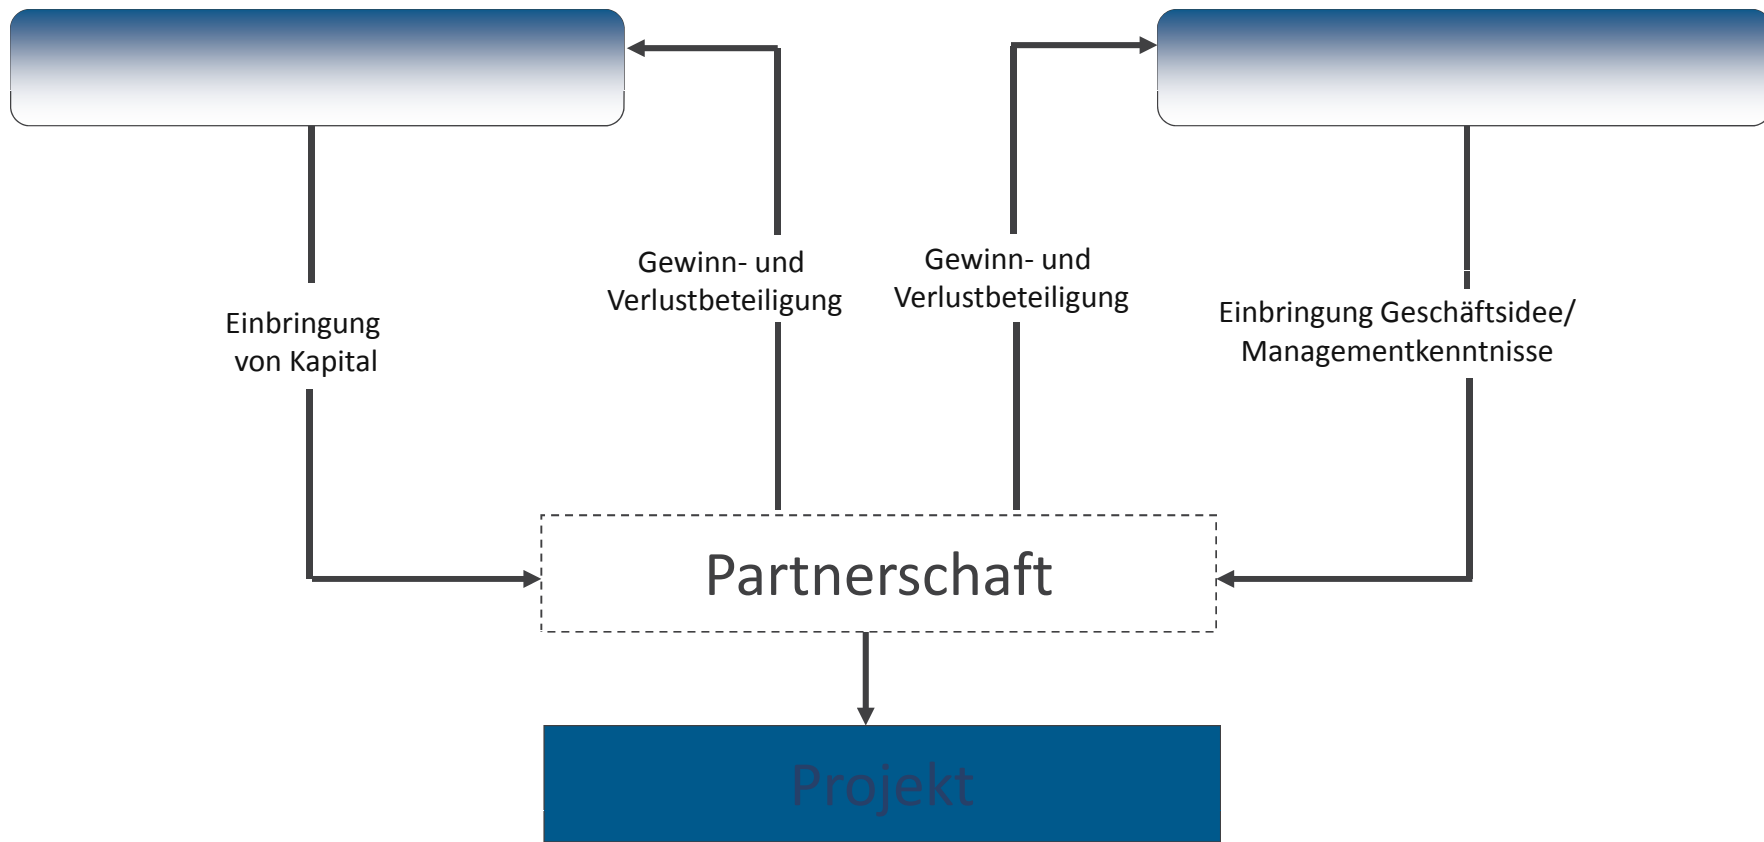 Gewinn- und
Verlustbeteiligung
Gewinn- und
Verlustbeteiligung
Einbringung
von Kapital
Einbringung Geschäftsidee/
Managementkenntnisse
Partnerschaft
Projekt